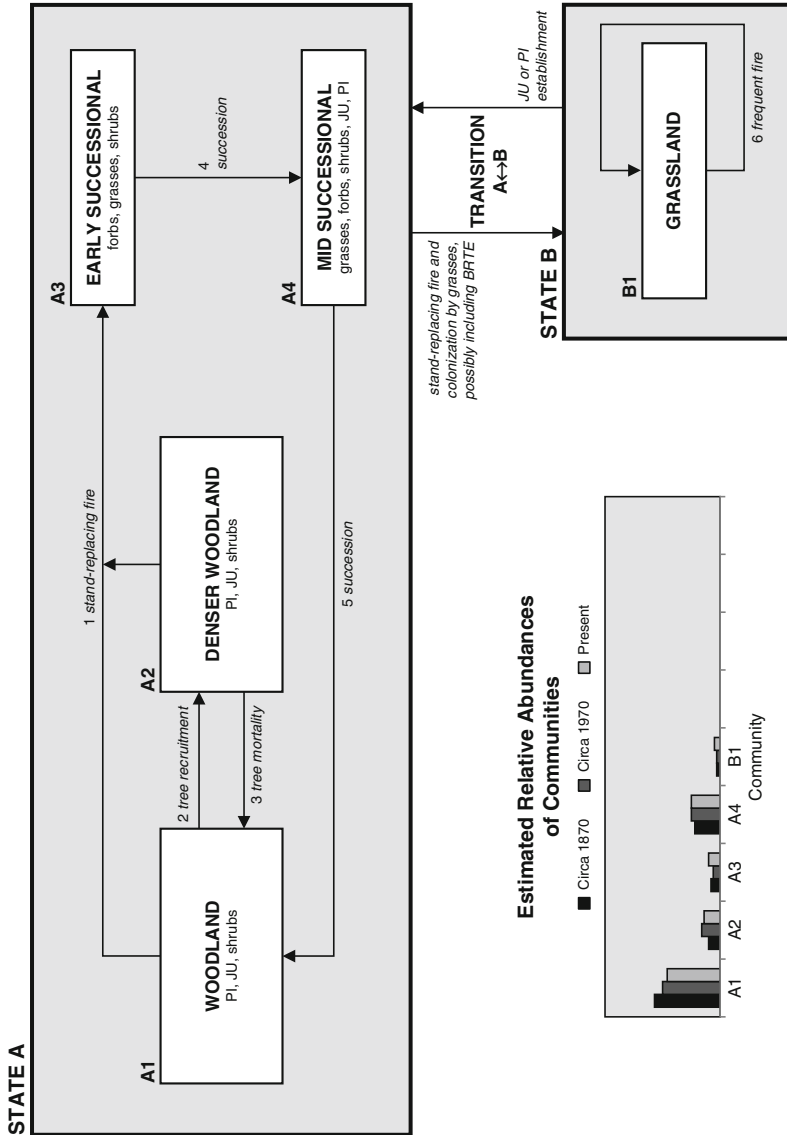 STATE A
A1
WOODLAND
PI, JU, shrubs
2 tree recruitment
3 tree mortality
A2
DENSER WOODLAND
PI, JU, shrubs
1 stand-replacing fire
A3
EARLY SUCCESSIONAL
forbs, grasses, shrubs
4
succession
A4
MID SUCCESSIONAL
grasses, forbs, shrubs, JU, PI
5 succession
stand-replacing fire and
colonization by grasses,
possibly including BRTE
TRANSITION
A↔B
JU or PI
establishment
STATE B
B1
GRASSLAND
6 frequent fire
Estimated Relative Abundances
of Communities
Circa 1870 Circa 1970 Present
A1 A2 A3 A4 B1
Community